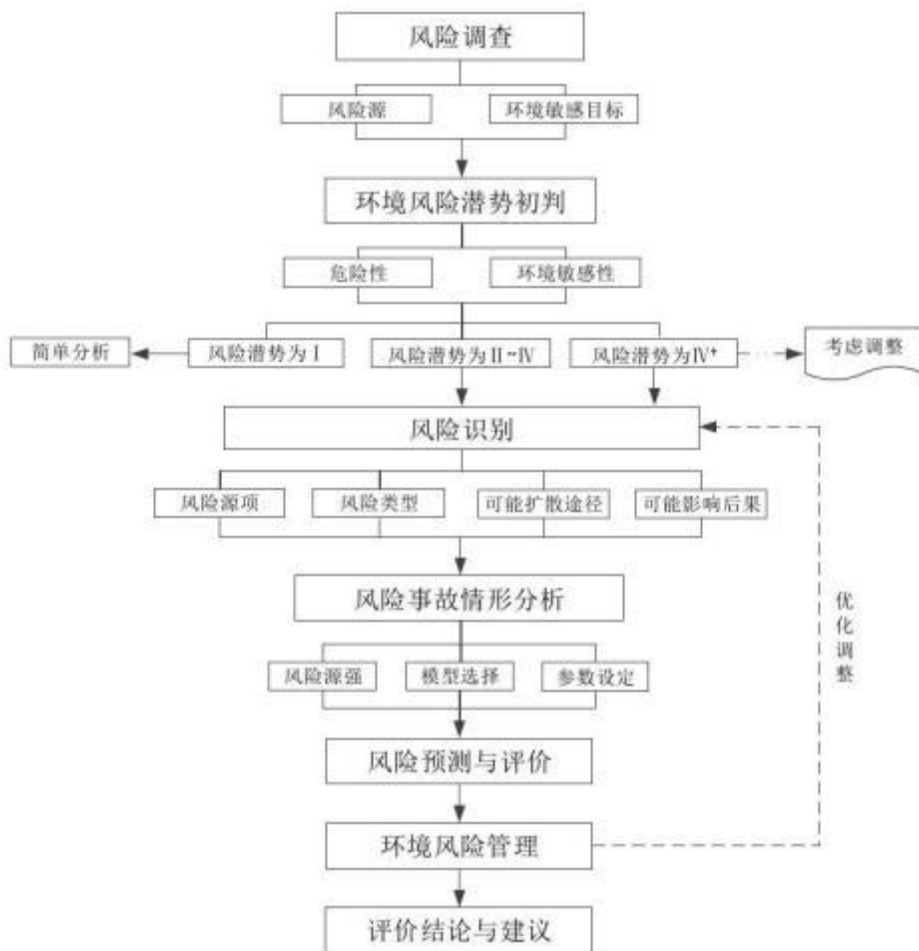 风险调查
风险源
环境敏感目标
环境风险潜势初判
危险性
环境敏感性
简单分析
风险潜势为Ⅰ
风险潜势为Ⅱ~Ⅳ
风险潜势为Ⅳ⁺
考虑调整
风险识别
风险源项
风险类型
可能扩散途径
可能影响后果
风险事故情形分析
优化调整
风险源强
模型选择
参数设定
风险预测与评价
环境风险管理
评价结论与建议